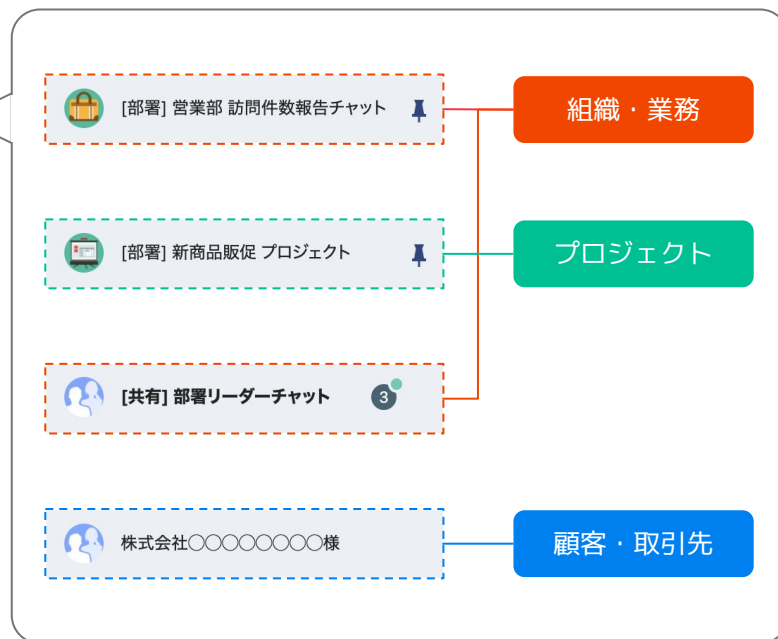 [部署] 営業部 訪問件数報告チャット
組織・業務
[部署] 新商品販促 プロジェクト
プロジェクト
[共有] 部署リーダーチャット
3
株式会社〇〇〇〇〇〇〇〇様
顧客・取引先